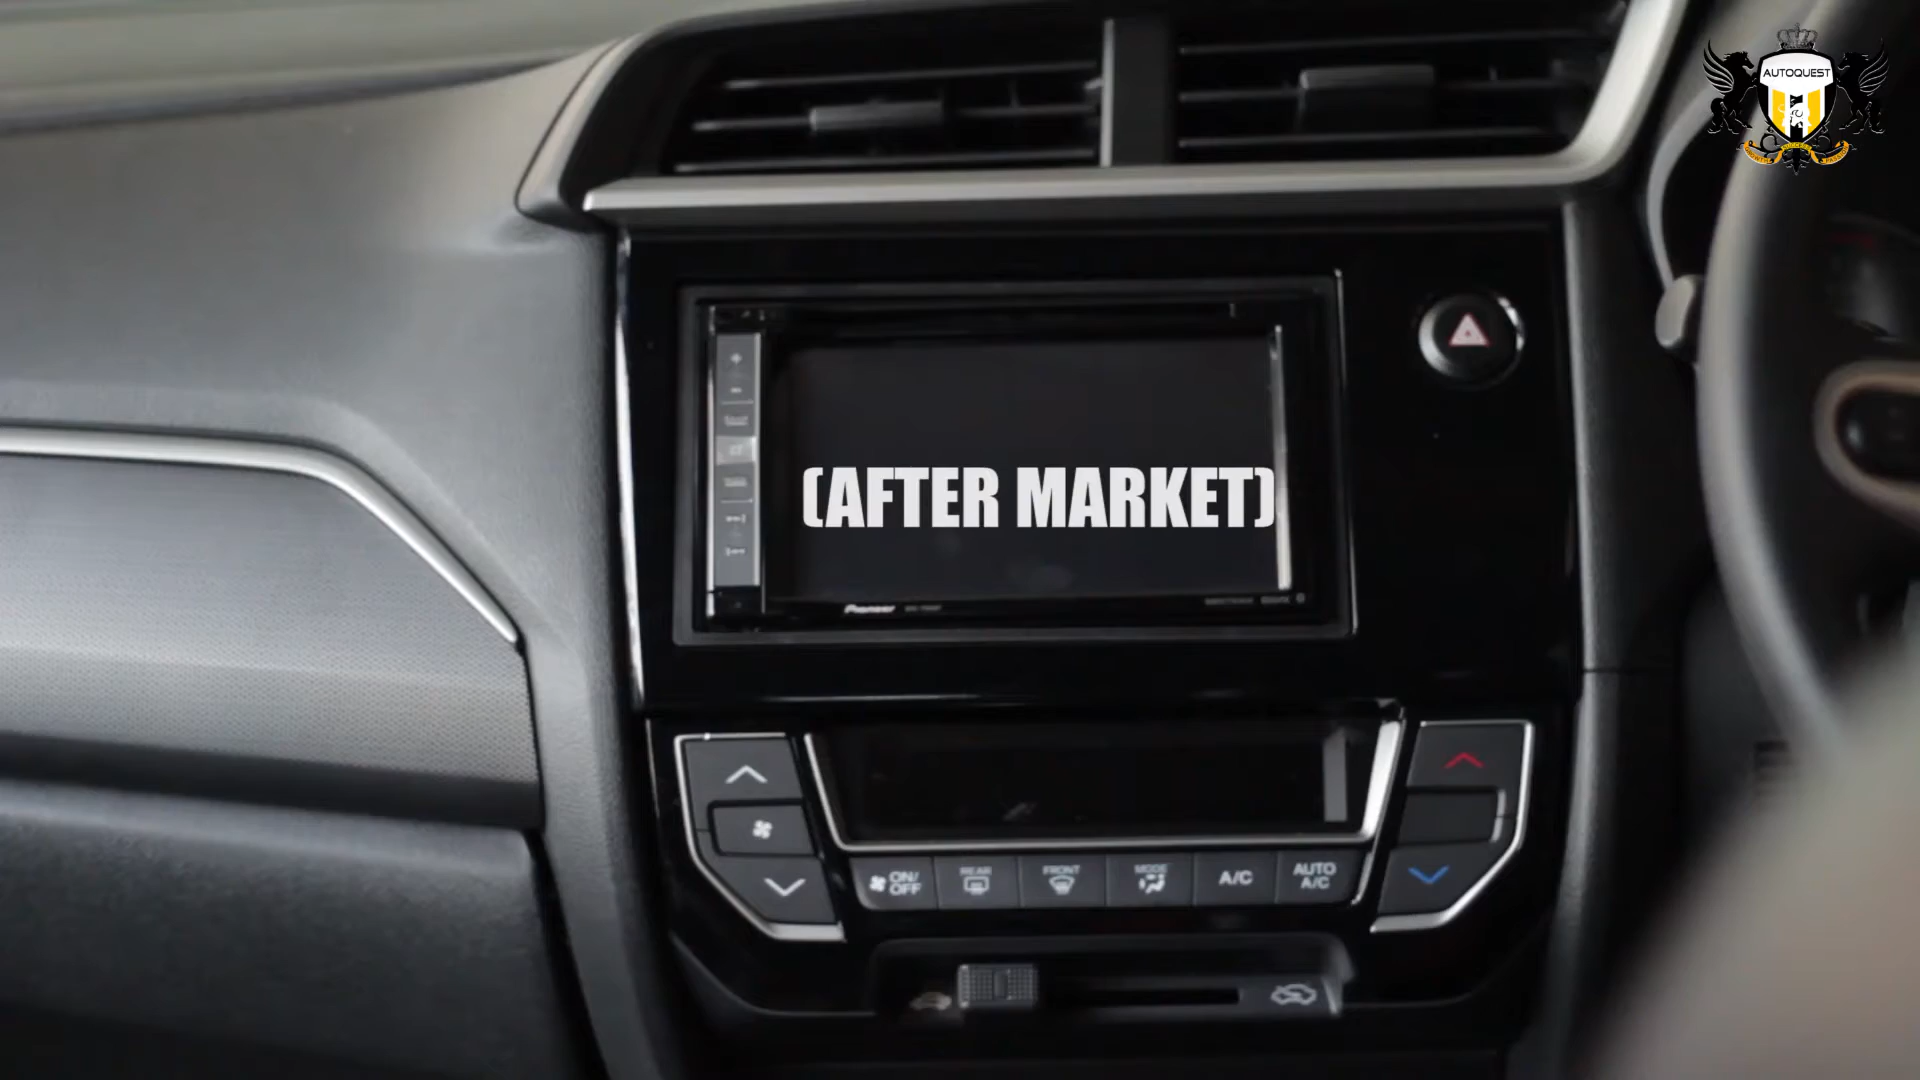 AUTOQUEST
(AFTER MARKET)
Pioneer
ON/
OFF
REAR
FRONT
MODE
A/C
AUTO
A/C